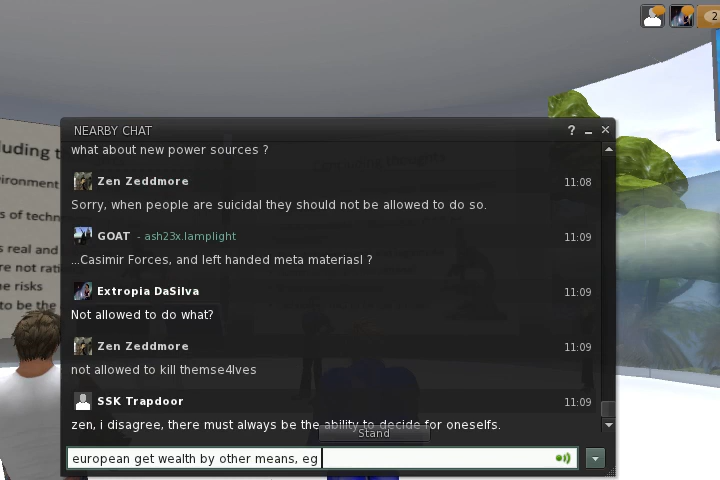 2
NEARBY CHAT
?
what about new power sources ?
Zen Zeddmore 11:08
Sorry, when people are suicidal they should not be allowed to do so.
GOAT - ash23x.lamplight 11:09
...Casimir Forces, and left handed meta materiasl ?
Extropia DaSilva 11:09
Not allowed to do what?
Zen Zeddmore 11:09
not allowed to kill themse4lves
SSK Trapdoor 11:09
zen, i disagree, there must always be the ability to decide for oneselfs.
Stand
european get wealth by other means, eg
luding t
ironment
s of techn
s real and
re not rati
e risks
to be the